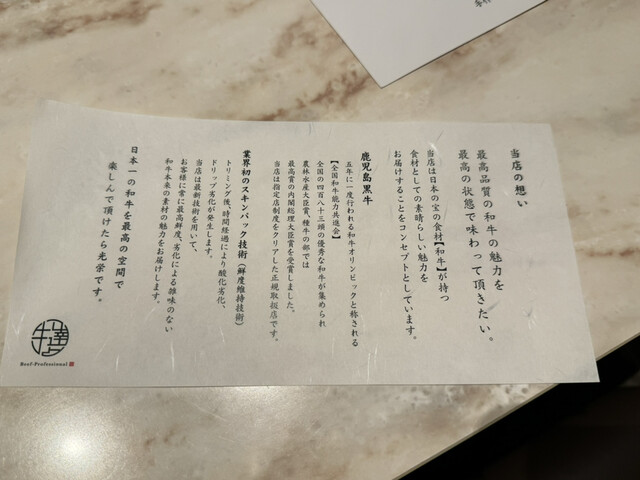 当店の想い
最高品質の和牛の魅力を
最高の状態で味わって頂きたい。
当店は日本の宝の食材【和牛】が持つ
食材としての素晴らしい魅力を
お届けすることをコンセプトとしています。
鹿児島黒牛
五年に一度行われる和牛オリンピックと称される
【全国和牛能力共進会】
全国の四百八十三頭の優秀な和牛が集められ
農林水産大臣賞、種牛の部では
最高賞の内閣総理大臣賞を受賞しました。
当店は指定店制度をクリアした正規取扱店です。
業界初のスキンパック技術（鮮度維持技術）
トリミング後、時間経過により酸化劣化、
ドリップ劣化が発生します。
当店は最新技術を用いて、
お客様に常に最高鮮度、劣化による雑味のない
和牛本来の素材の魅力をお届けします。
日本一の和牛を最高の空間で
楽しんで頂けたら光栄です。
Beef-Professional